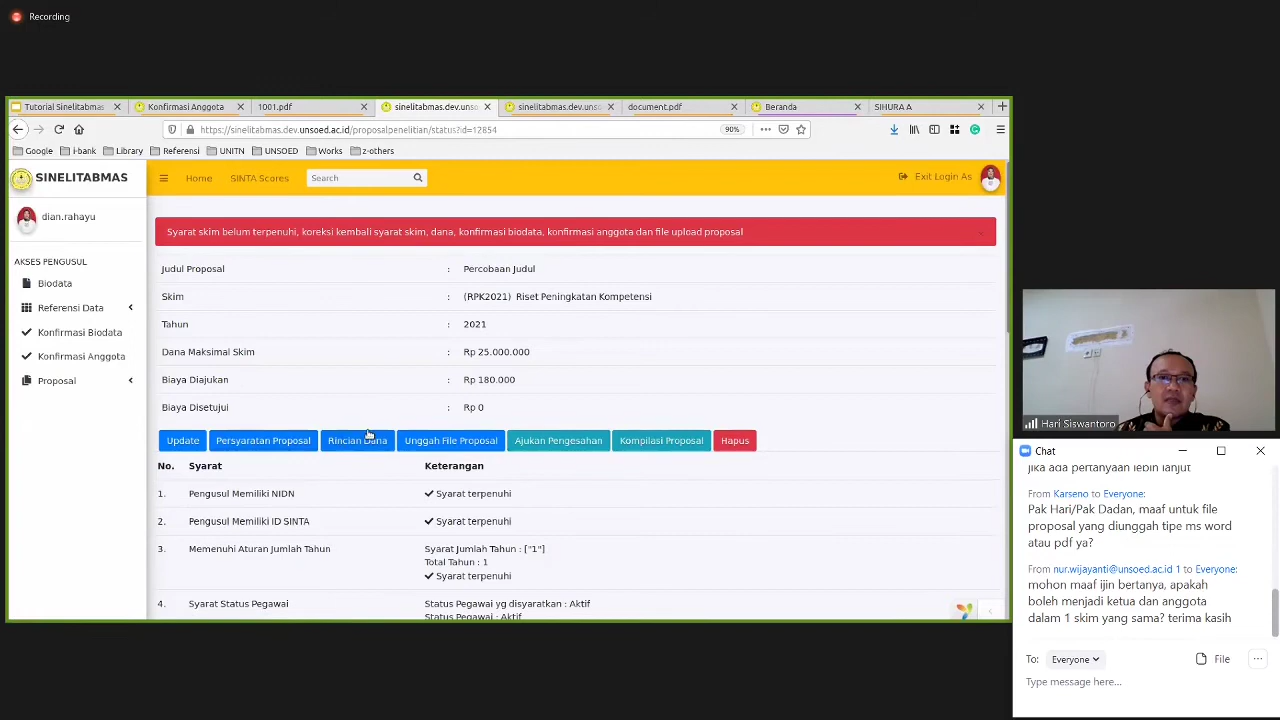 Recording
Tutorial Sinelitabmas
Konfirmasi Anggota
1001.pdf
sinelitabmas.dev.unso
sinelitabmas.dev.unso
document.pdf
Beranda
SIHURA A
https://sinelitabmas.dev.unsoed.ac.id/proposalpenelitian/status?id=12854
90%
Google i-bank Library Referensi UNITN UNSOED Works z-others
SINELITABMAS
Home SINTA Scores Search Exit Login As
dian.rahayu
AKSES PENGUSUL
Biodata
Referensi Data
Konfirmasi Biodata
Konfirmasi Anggota
Proposal
Syarat skim belum terpenuhi, koreksi kembali syarat skim, dana, konfirmasi biodata, konfirmasi anggota dan file upload proposal
Judul Proposal : Percobaan Judul
Skim : (RPK2021) Riset Peningkatan Kompetensi
Tahun : 2021
Dana Maksimal Skim : Rp 25.000.000
Biaya Diajukan : Rp 180.000
Biaya Disetujui : Rp 0
Update Persyaratan Proposal Rincian Dana Unggah File Proposal Ajukan Pengesahan Kompilasi Proposal Hapus
No. Syarat Keterangan
1. Pengusul Memiliki NIDN Syarat terpenuhi
2. Pengusul Memiliki ID SINTA Syarat terpenuhi
3. Memenuhi Aturan Jumlah Tahun Syarat Jumlah Tahun : ["1"]
Total Tahun : 1
Syarat terpenuhi
4. Syarat Status Pegawai Status Pegawai yg disyaratkan : Aktif
Status Pegawai : Aktif
Hari Siswantoro
Chat
jika ada pertanyaan lebih lanjut
From Karseno to Everyone:
Pak Hari/Pak Dadan, maaf untuk file
proposal yang diunggah tipe ms word
atau pdf ya?
From nur.wijayanti@unsoed.ac.id 1 to Everyone:
mohon maaf ijin bertanya, apakah
boleh menjadi ketua dan anggota
dalam 1 skim yang sama? terima kasih
To: Everyone File
Type message here...